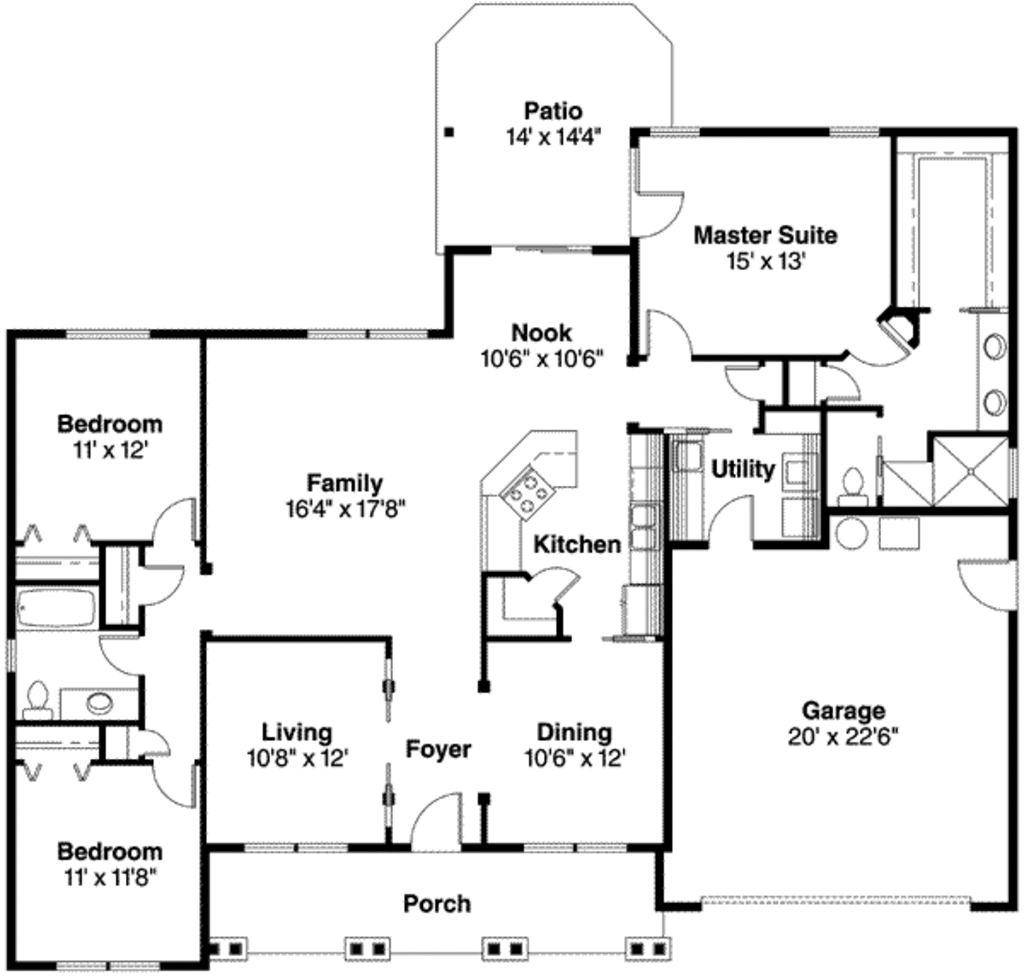 Patio
14' x 14'4"
Master Suite
15' x 13'
Nook
10'6" x 10'6"
Bedroom
11' x 12'
Family
16'4" x 17'8"
Utility
Kitchen
Living
10'8" x 12'
Foyer
Dining
10'6" x 12'
Garage
20' x 22'6"
Bedroom
11' x 11'8"
Porch